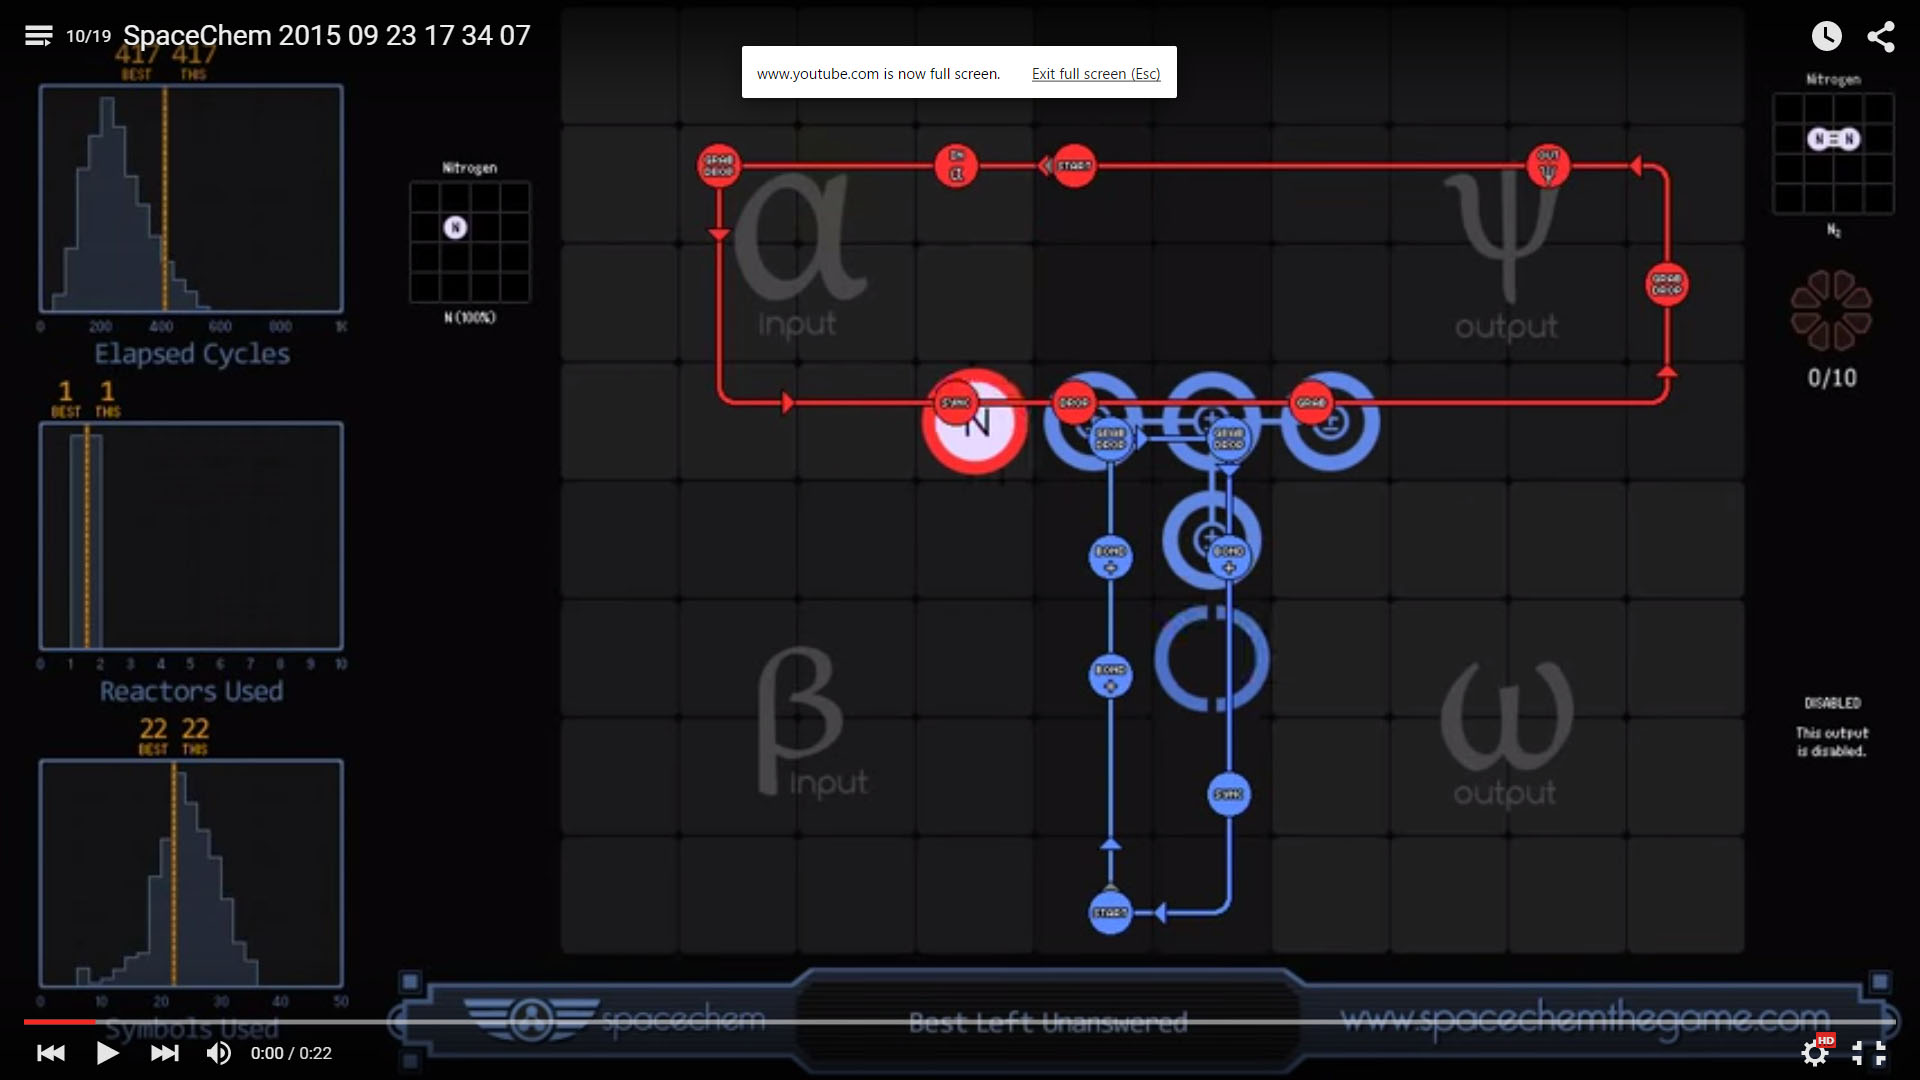 10/19 SpaceChem 2015 09 23 17 34 07
www.youtube.com is now full screen. Exit full screen (Esc)
417 417
BEST THIS
0 200 400 600 800 1K
Elapsed Cycles
1 1
BEST THIS
0 1 2 3 4 5 6 7 8 9 10
Reactors Used
22 22
BEST THIS
0 10 20 30 40 50
Symbols Used
Nitrogen
N
N(100%)
GRAB DROP
IN α
START
OUT ψ
GRAB DROP
α
input
ψ
output
SYNC
DROP
GRAB
N
GRAB DROP
GRAB DROP
BOND +
BOND +
BOND +
β
input
ω
output
SYNC
START
Nitrogen
N=N
N₂
0/10
DISABLED
This output
is disabled.
spacechem
Best Left Unanswered
www.spacechemthegame.com
0:00 / 0:22
HD